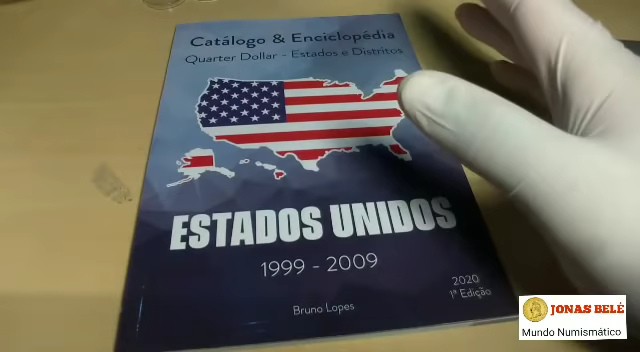 Catálogo & Enciclopédia
Quarter Dollar - Estados e Distritos
ESTADOS UNIDOS
1999 - 2009
2020
1ª Edição
Bruno Lopes
JONAS BELÉ
Mundo Numismático